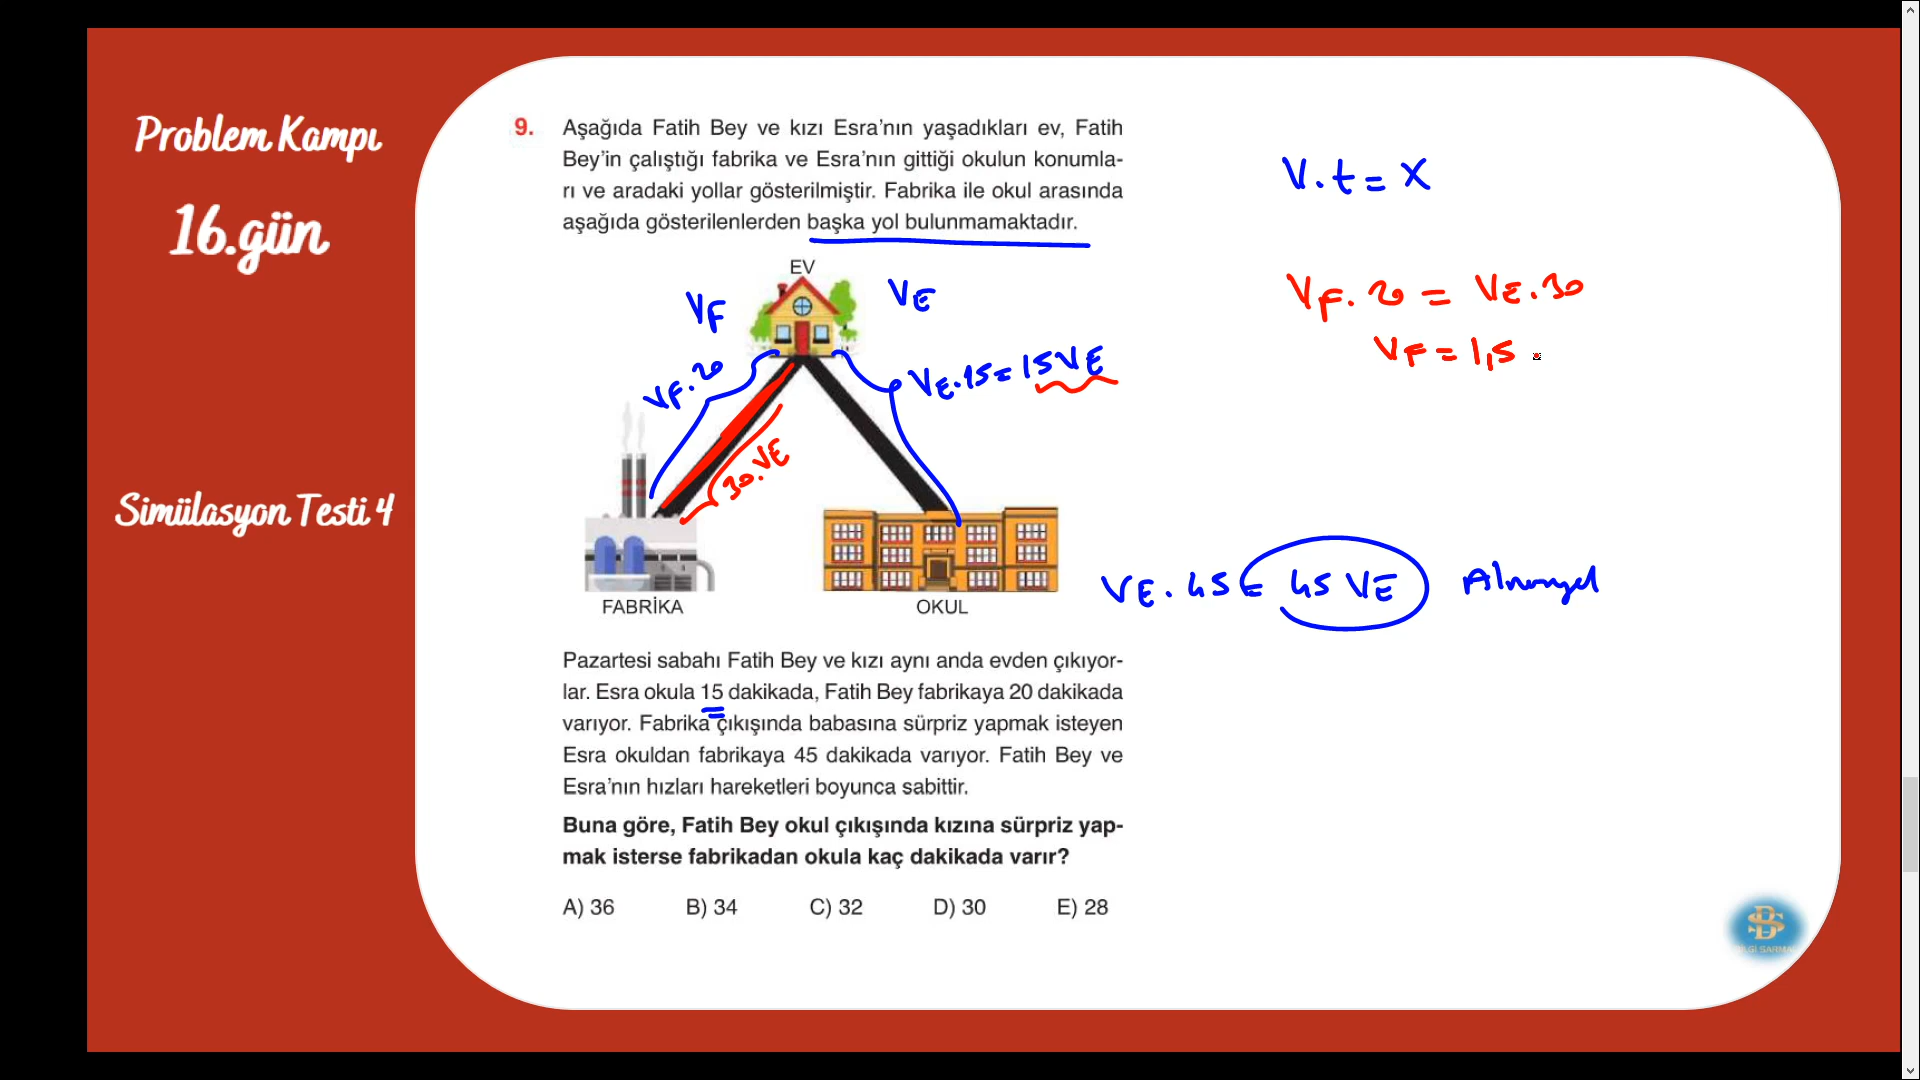 Problem Kampı
16.gün
Simülasyon Testi 4
9. Aşağıda Fatih Bey ve kızı Esra’nın yaşadıkları ev, Fatih
Bey’in çalıştığı fabrika ve Esra’nın gittiği okulun konumla-
rı ve aradaki yollar gösterilmiştir. Fabrika ile okul arasında
aşağıda gösterilenlerden başka yol bulunmamaktadır.
EV
VF
VE
VF.20
VE.15=15VE
30.VE
FABRİKA
OKUL
V.t=X
VF.20=VE.30
VF=1,5.
VE.45=45VE
Pazartesi sabahı Fatih Bey ve kızı aynı anda evden çıkıyor-
lar. Esra okula 15 dakikada, Fatih Bey fabrikaya 20 dakikada
varıyor. Fabrika çıkışında babasına sürpriz yapmak isteyen
Esra okuldan fabrikaya 45 dakikada varıyor. Fatih Bey ve
Esra’nın hızları hareketleri boyunca sabittir.
Buna göre, Fatih Bey okul çıkışında kızına sürpriz yap-
mak isterse fabrikadan okula kaç dakikada varır?
A) 36 B) 34 C) 32 D) 30 E) 28